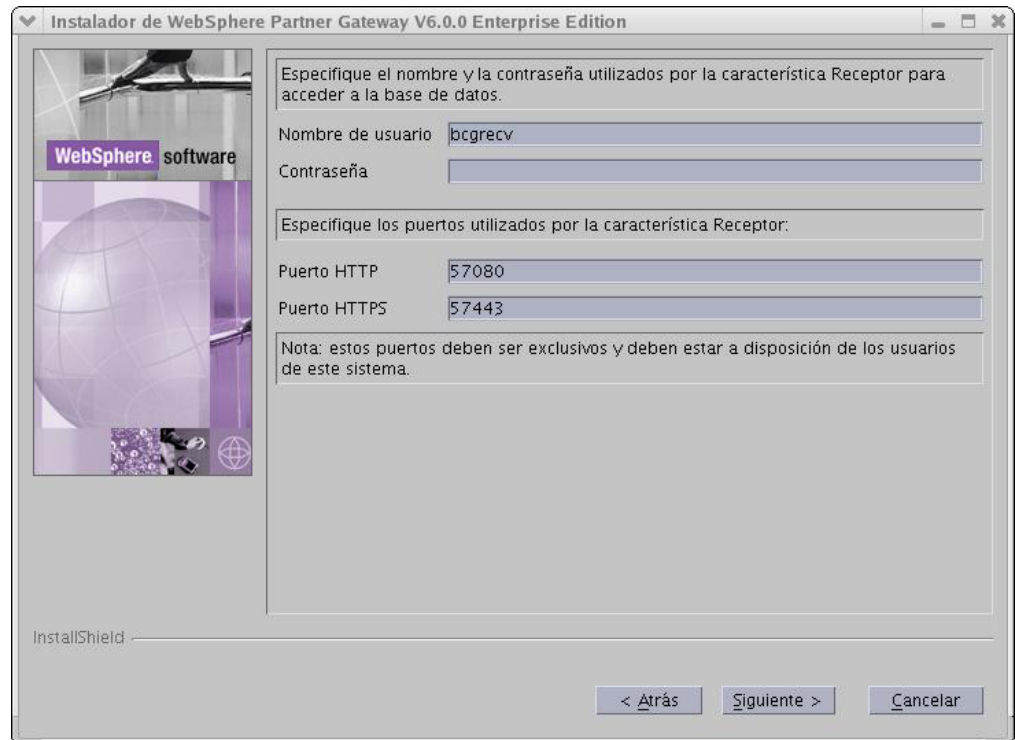 Instalador de WebSphere Partner Gateway V6.0.0 Enterprise Edition
WebSphere software
Especifique el nombre y la contraseña utilizados por la característica Receptor para
acceder a la base de datos.
Nombre de usuario bcgrecv
Contraseña
Especifique los puertos utilizados por la característica Receptor:
Puerto HTTP 57080
Puerto HTTPS 57443
Nota: estos puertos deben ser exclusivos y deben estar a disposición de los usuarios
de este sistema.
InstallShield
< Atrás Siguiente > Cancelar